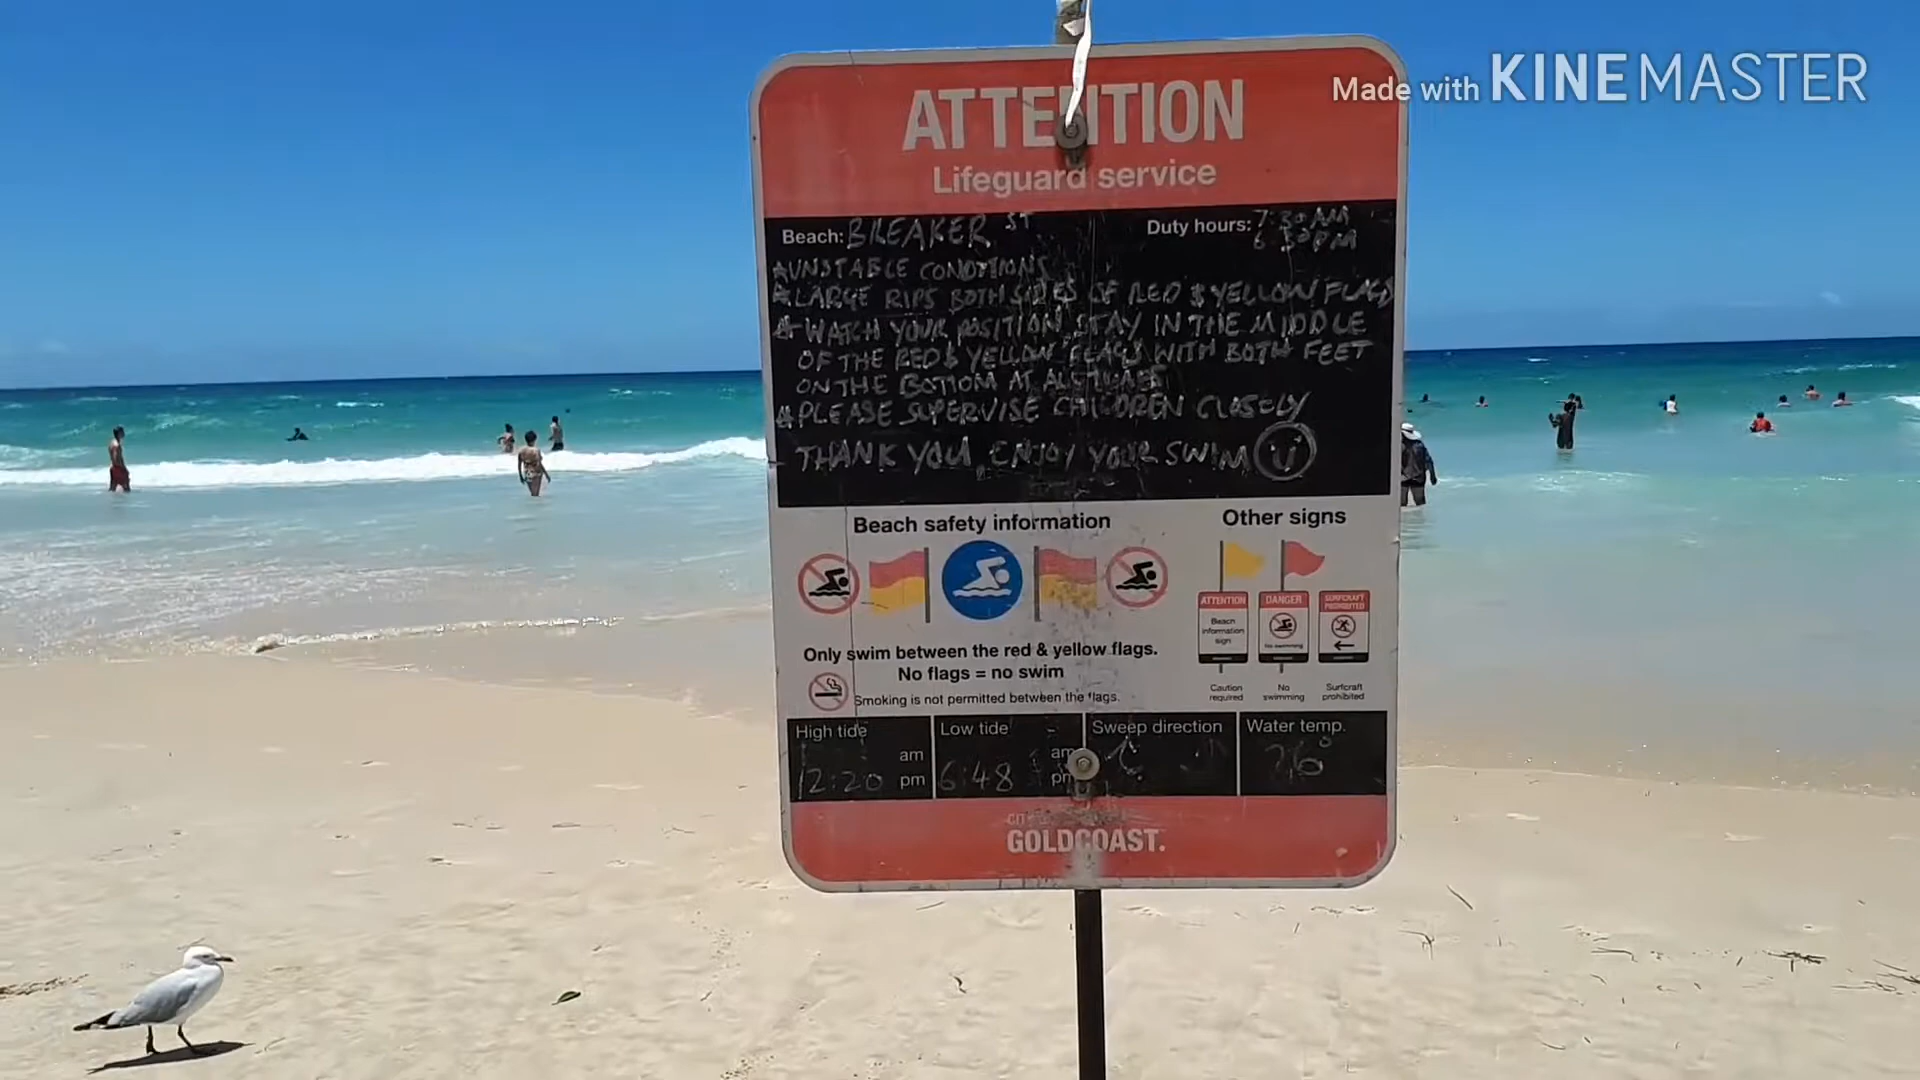 Made with KINEMASTER
ATTENTION
Lifeguard service
Beach: BREAKER ST
Duty hours: 7:30AM
6:30PM
*UNSTABLE CONDITIONS
*LARGE RIPS BOTH SIDES OF RED & YELLOW FLAGS
*WATCH YOUR POSITION STAY IN THE MIDDLE
OF THE RED & YELLOW FLAGS WITH BOTH FEET
ON THE BOTTOM AT ALL TIMES
*PLEASE SUPERVISE CHILDREN CLOSELY
THANK YOU ENJOY YOUR SWIM
Beach safety information
Only swim between the red & yellow flags.
No flags = no swim
Smoking is not permitted between the flags.
Other signs
ATTENTION
Beach
information
sign
DANGER
No swimming
SURFCRAFT
PROHIBITED
Caution
required
No
swimming
Surfcraft
prohibited
High tide
am
12:20 pm
Low tide
am
6:48 pm
Sweep direction
Water temp.
26°
GOLDCOAST.